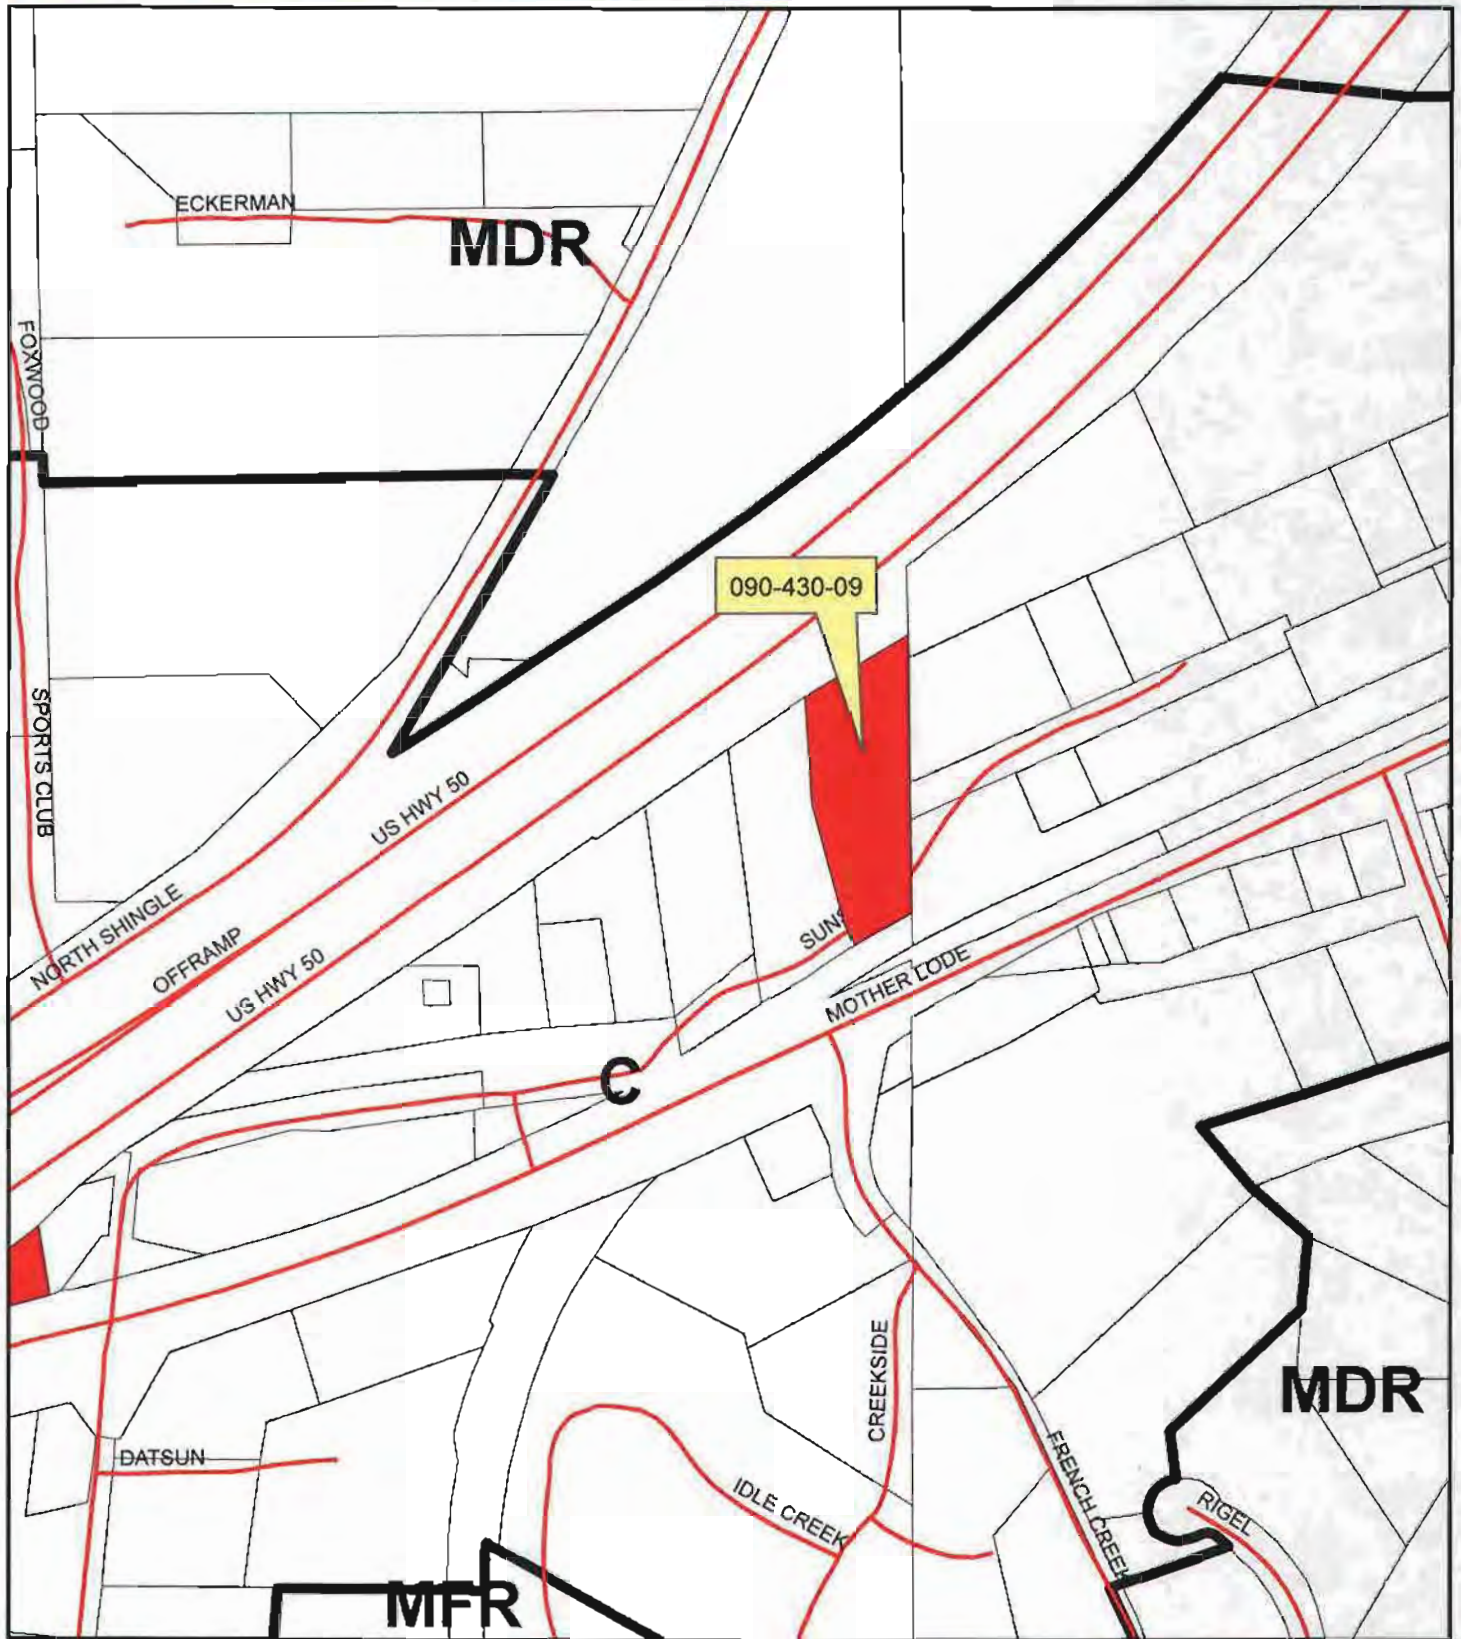 ECKERMAN
MDR
FOXWOOD
090-430-09
SPORTS CLUB
US HWY 50
NORTH SHINGLE
OFFRAMP
US HWY 50
SUNS
MOTHER LODE
C
CREEKSIDE
MDR
DATSUN
FRENCH CREEK
IDLE CREEK
RIGEL
MFR